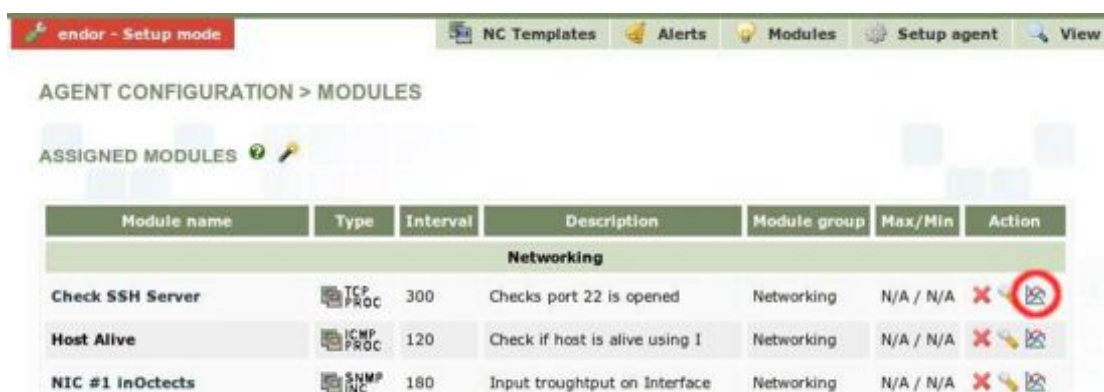 endor - Setup mode NC Templates Alerts Modules Setup agent View
AGENT CONFIGURATION > MODULES
ASSIGNED MODULES
Module name Type Interval Description Module group Max/Min Action
Networking
Check SSH Server TCP PROC 300 Checks port 22 is opened Networking N/A / N/A
Host Alive ICMP PROC 120 Check if host is alive using I Networking N/A / N/A
NIC #1 inOctects SNMP INC 180 Input troughtput on Interface Networking N/A / N/A